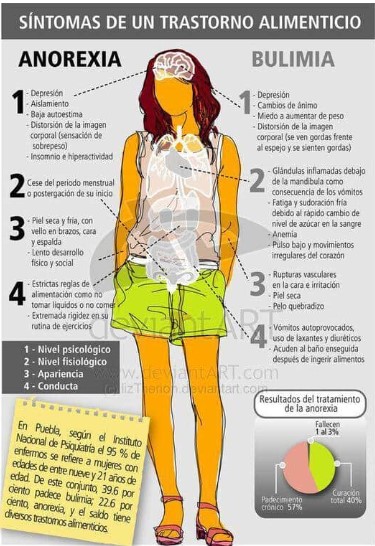 SÍNTOMAS DE UN TRASTORNO ALIMENTICIO
ANOREXIA
1
- Depresión
- Aislamiento
- Baja autoestima
- Distorsión de la imagen
corporal (sensación de
sobrepeso)
- Insomnio e hiperactividad
2
Cese del periodo menstrual
o postergación de su inicio
3
- Piel seca y fría, con
vello en brazos, cara
y espalda
- Lento desarrollo
físico y social
4
- Estrictas reglas de
alimentación como no
tomar líquidos o no comer
- Extremada rigidez en su
rutina de ejercicios
BULIMIA
1
- Depresión
- Cambios de ánimo
- Miedo a aumentar de peso
- Distorsión de la imagen
corporal (se ven gordas frente
al espejo y se sienten)
2
- Glándulas inflamadas debajo
de la mandíbula como
consecuencia de los vómitos
- Fatiga y sudoración fría
debido al rápido cambio de
nivel de azúcar en la sangre
- Anemia
- Pulso bajo y movimientos
irregulares del corazón
3
- Rupturas vasculares
en la cara e irritación
- Piel seca
- Pelo quebradizo
4
- Vómitos autoprovocados,
uso de laxantes y diuréticos
- Acuden al baño enseguida
después de ingerir alimentos
1 - Nivel psicológico
2 - Nivel fisiológico
3 - Apariencia
4 - Conducta
deviantART
www.deviantART.com
deviantart.com
En Puebla, según el Instituto
Nacional de Psiquiatría el 95 % de
enfermos se refiere a mujeres con
edades de entre nueve y 21 años de
edad. De este conjunto, 39.6 por
ciento padece bulimia; 22.6 por
ciento, anorexia, y el saldo tiene
diversos trastornos alimenticios.
Resultados del tratamiento
de la anorexia
Fallecen
1 al 3%
Padecimiento
crónico 57%
Curación
total 40%